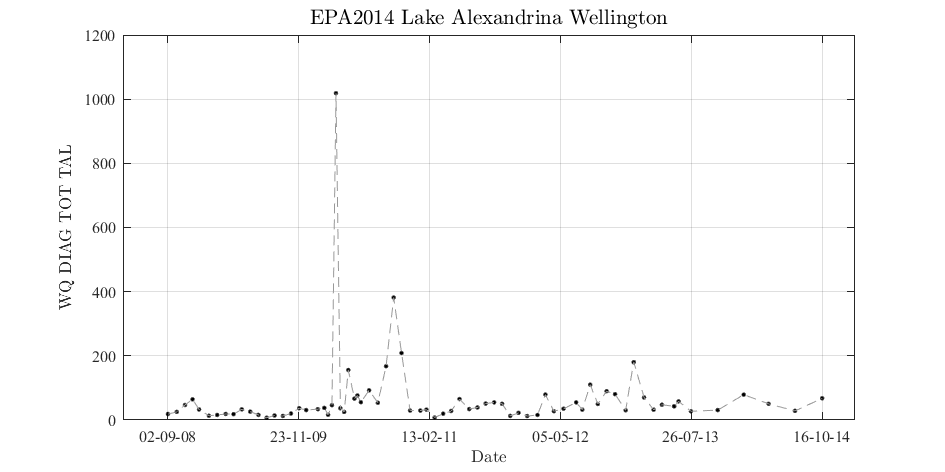 EPA2014 Lake Alexandrina Wellington
1200
1000
800
600
400
200
0
WQ DIAG TOT TAL
02-09-08 23-11-09 13-02-11 05-05-12 26-07-13 16-10-14
Date